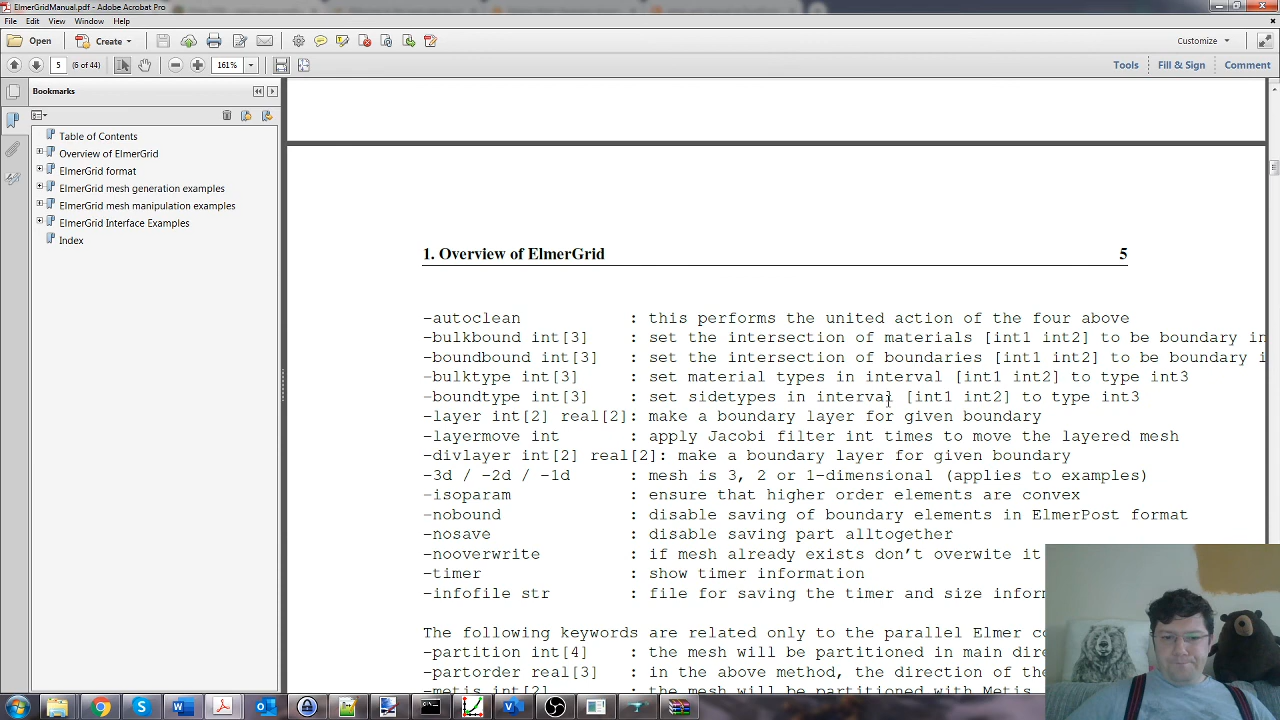 ElmerGridManual.pdf - Adobe Acrobat Pro
File Edit View Window Help
Open Create Customize
5 (6 of 44) 161% Tools Fill & Sign Comment
Bookmarks
Table of Contents
Overview of ElmerGrid
ElmerGrid format
ElmerGrid mesh generation examples
ElmerGrid mesh manipulation examples
ElmerGrid Interface Examples
Index
1. Overview of ElmerGrid 5
-autoclean : this performs the united action of the four above
-bulkbound int[3] : set the intersection of materials [int1 int2] to be boundary in
-boundbound int[3] : set the intersection of boundaries [int1 int2] to be boundary i
-bulktype int[3] : set material types in interval [int1 int2] to type int3
-boundtype int[3] : set sidetypes in interval [int1 int2] to type int3
-layer int[2] real[2]: make a boundary layer for given boundary
-layermove int : apply Jacobi filter int times to move the layered mesh
-divlayer int[2] real[2]: make a boundary layer for given boundary
-3d / -2d / -1d : mesh is 3, 2 or 1-dimensional (applies to examples)
-isoparam : ensure that higher order elements are convex
-nobound : disable saving of boundary elements in ElmerPost format
-nosave : disable saving part alltogether
-nooverwrite : if mesh already exists don't overwite it
-timer : show timer information
-infofile str : file for saving the timer and size infor
The following keywords are related only to the parallel Elmer co
-partition int[4] : the mesh will be partitioned in main dire
-partorder real[3] : in the above method, the direction of the
-metis int[2] : the mesh will be partitioned with Metis